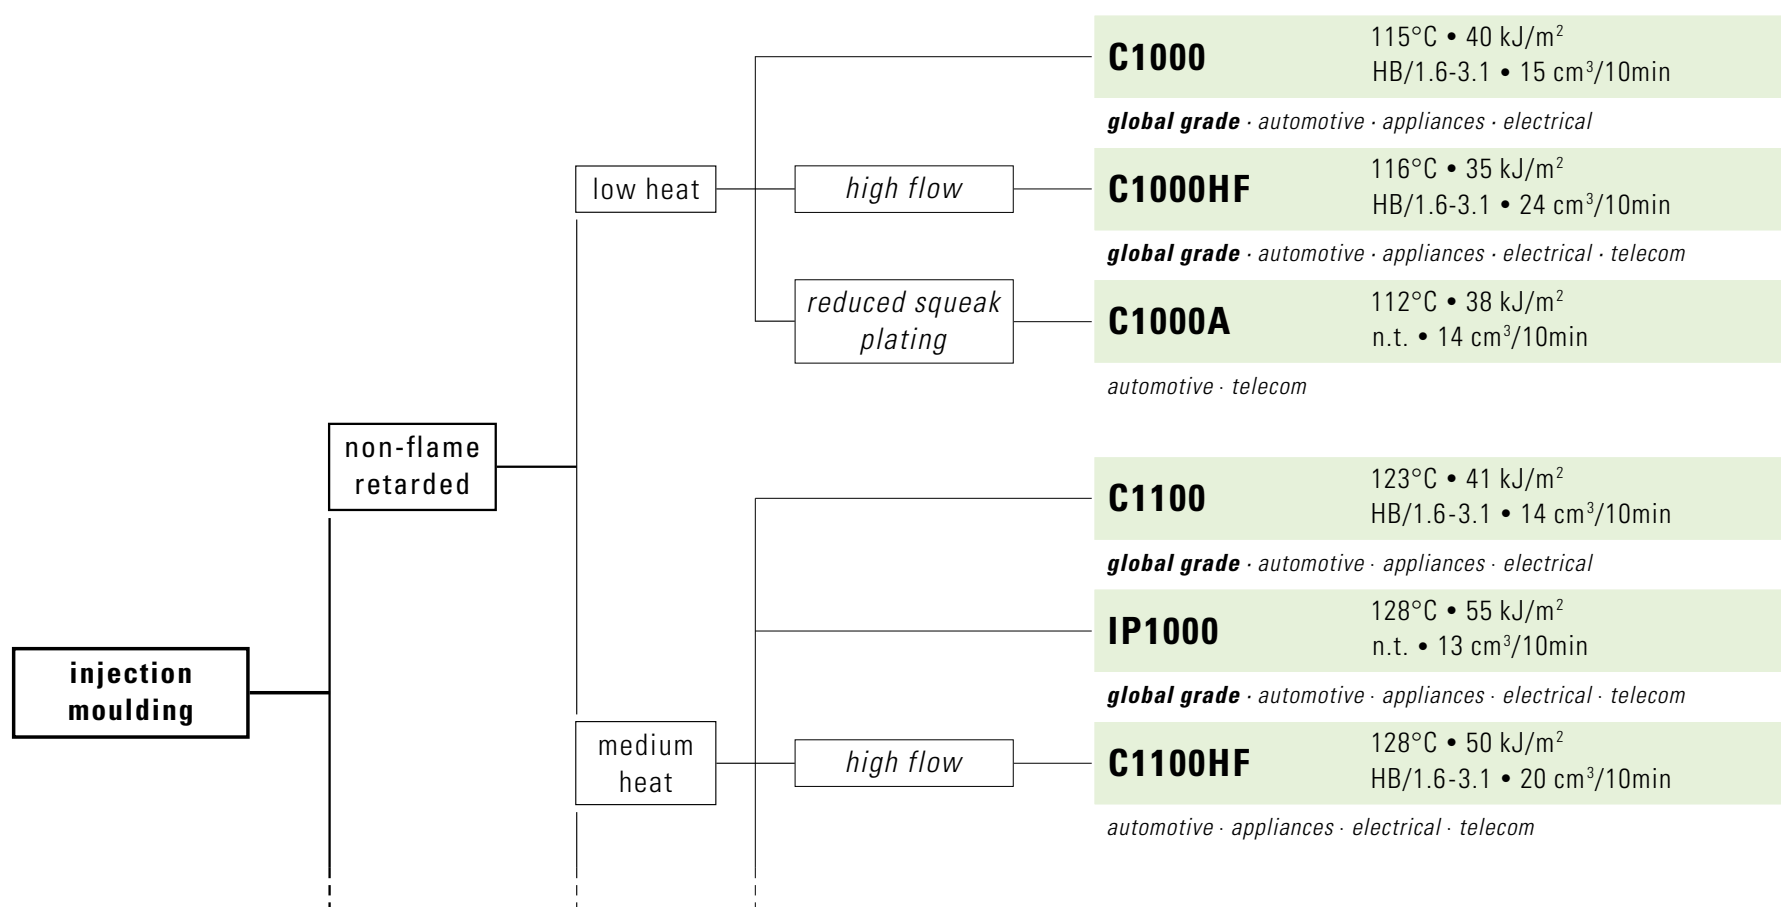 C1000
115°C • 40 kJ/m²
HB/1.6-3.1 • 15 cm³/10min
global grade · automotive · appliances · electrical
low heat
high flow
C1000HF
116°C • 35 kJ/m²
HB/1.6-3.1 • 24 cm³/10min
global grade · automotive · appliances · electrical · telecom
reduced squeak
plating
C1000A
112°C • 38 kJ/m²
n.t. • 14 cm³/10min
automotive · telecom
non-flame
retarded
C1100
123°C • 41 kJ/m²
HB/1.6-3.1 • 14 cm³/10min
global grade · automotive · appliances · electrical
IP1000
128°C • 55 kJ/m²
n.t. • 13 cm³/10min
global grade · automotive · appliances · electrical · telecom
injection
moulding
medium
heat
high flow
C1100HF
128°C • 50 kJ/m²
HB/1.6-3.1 • 20 cm³/10min
automotive · appliances · electrical · telecom